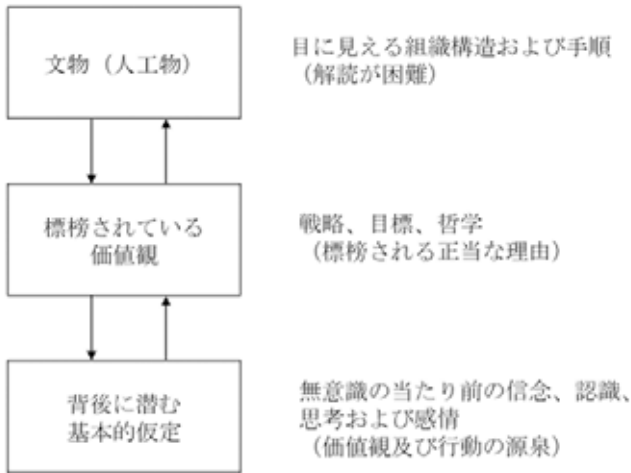 文物（人工物）
目に見える組織構造および手順
（解読が困難）
標榜されている
価値観
戦略、目標、哲学
（標榜される正当な理由）
背後に潜む
基本的仮定
無意識の当たり前の信念、認識、
思考および感情
（価値観及び行動の源泉）